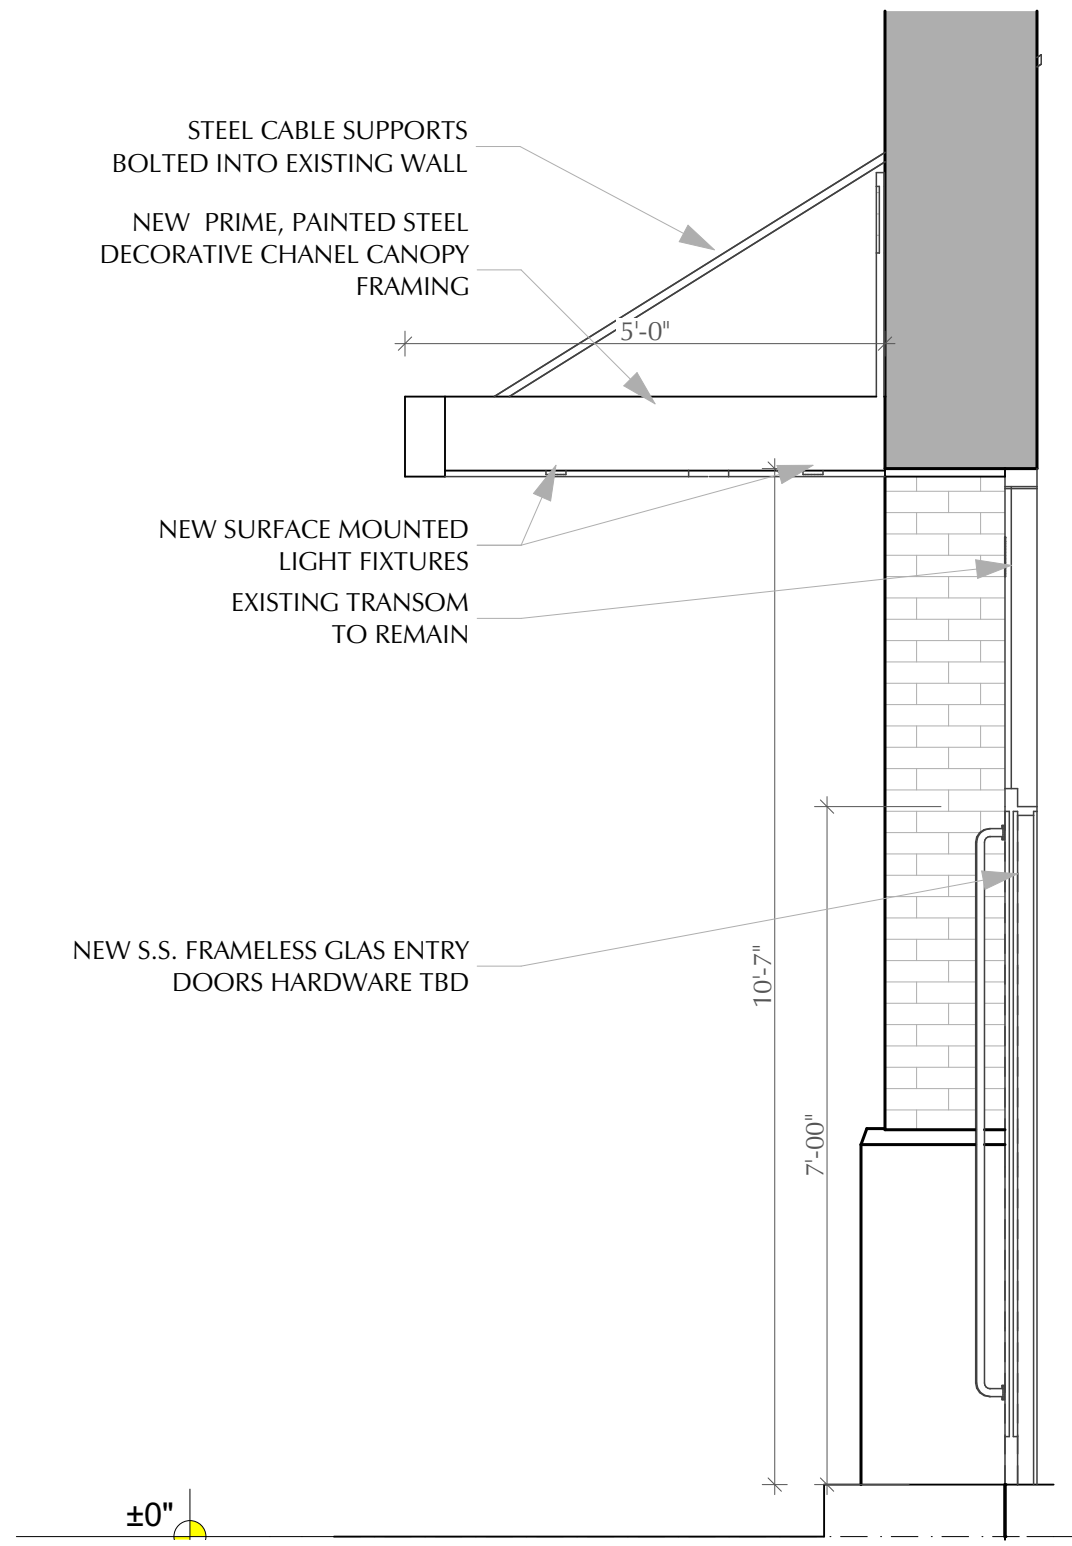 STEEL CABLE SUPPORTS
BOLTED INTO EXISTING WALL
NEW PRIME, PAINTED STEEL
DECORATIVE CHANEL CANOPY
FRAMING
5'-0"
NEW SURFACE MOUNTED
LIGHT FIXTURES
EXISTING TRANSOM
TO REMAIN
NEW S.S. FRAMELESS GLAS ENTRY
DOORS HARDWARE TBD
10'-7"
7'-00"
±0"